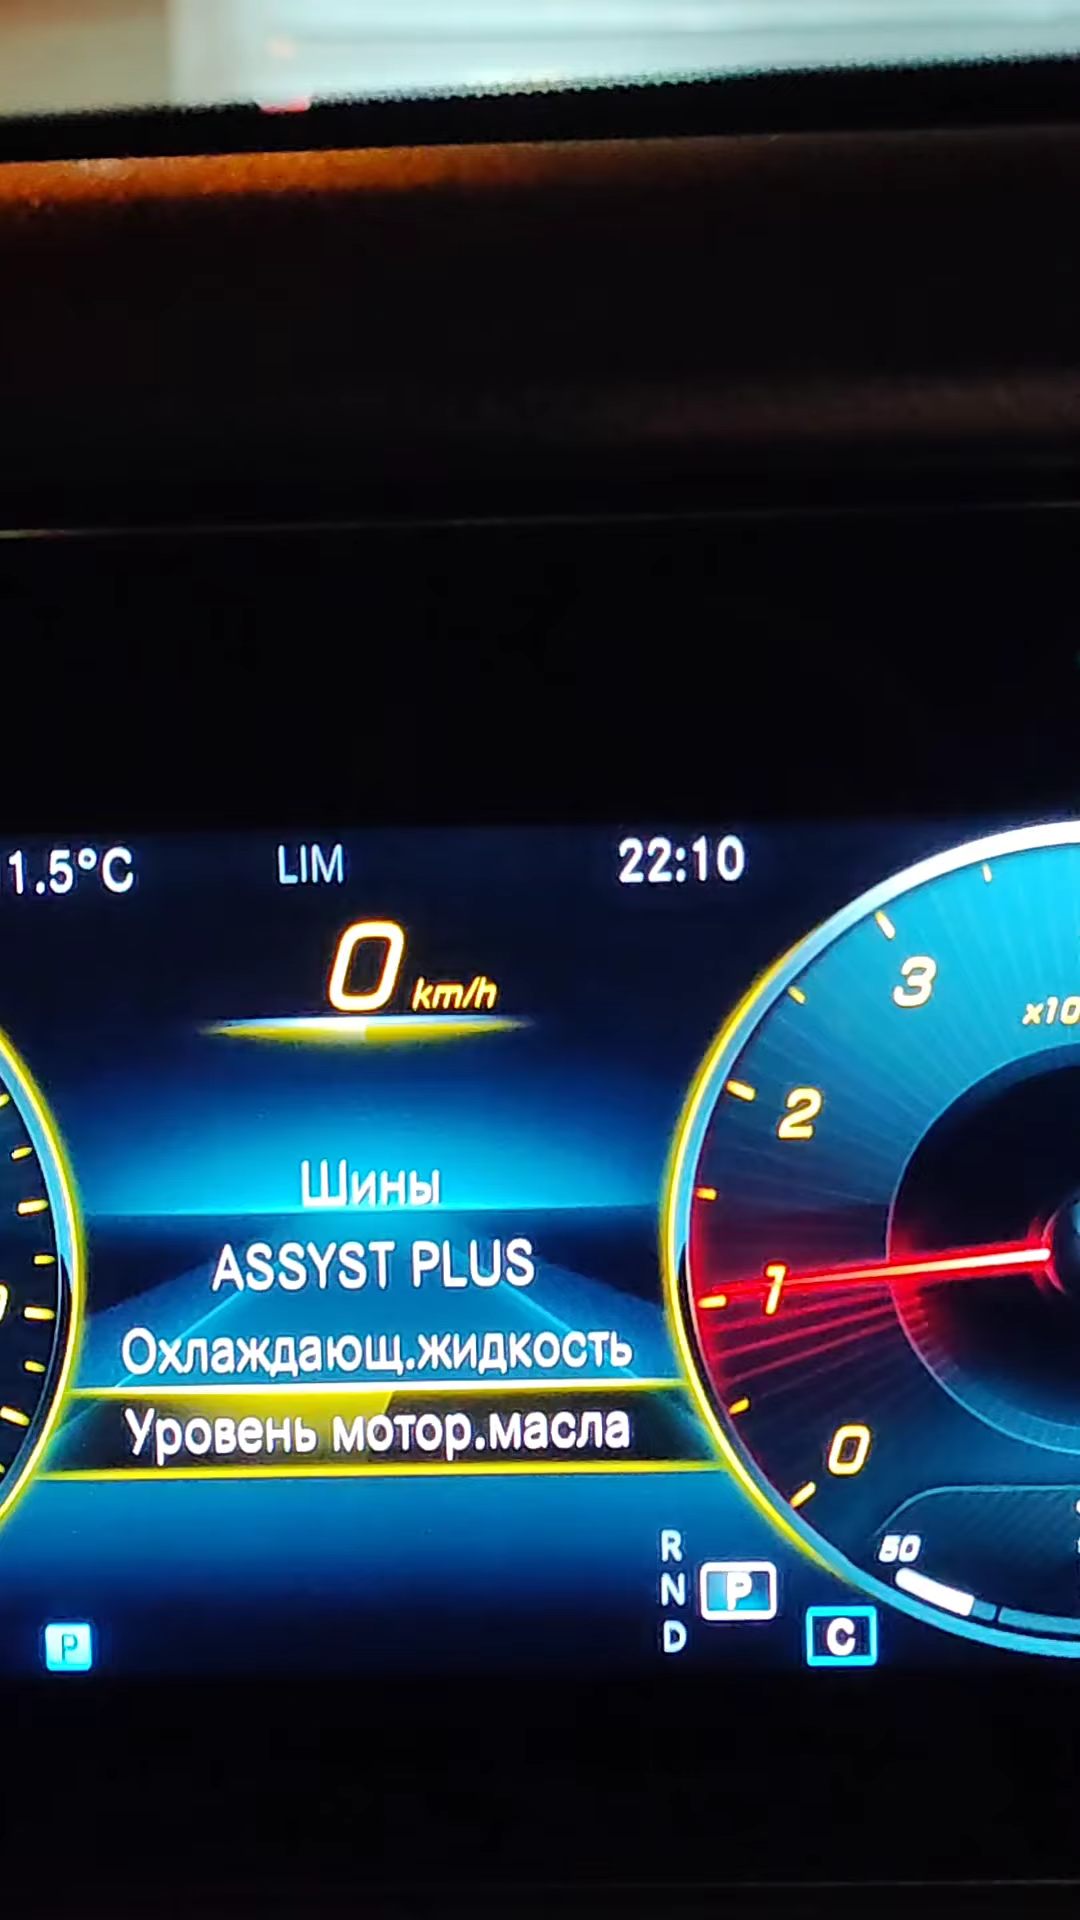 1.5°C LIM 22:10
0 km/h
3
x10
2
Шины
ASSYST PLUS
1
Охлаждающ.жидкость
Уровень мотор.масла
0
50
R
N P
D
P
C